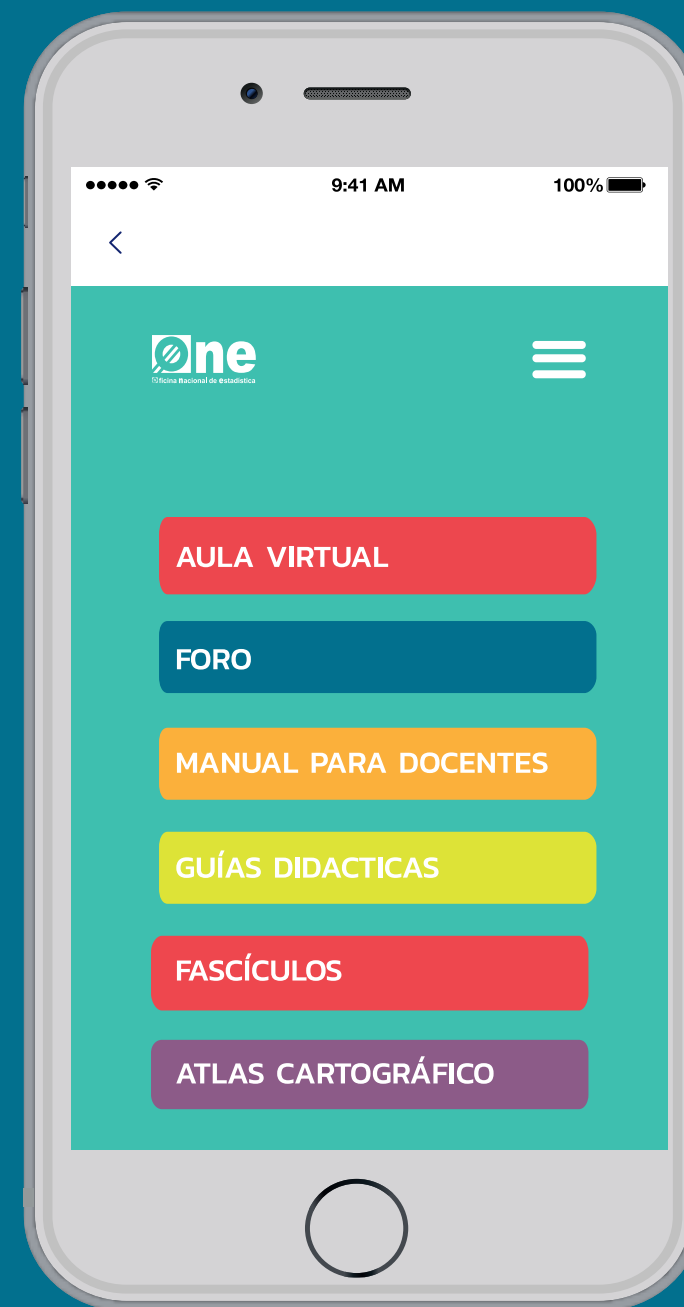 9:41 AM 100%
One
Oficina Nacional de Estadística
AULA VIRTUAL
FORO
MANUAL PARA DOCENTES
GUÍAS DIDACTICAS
FASCÍCULOS
ATLAS CARTOGRÁFICO